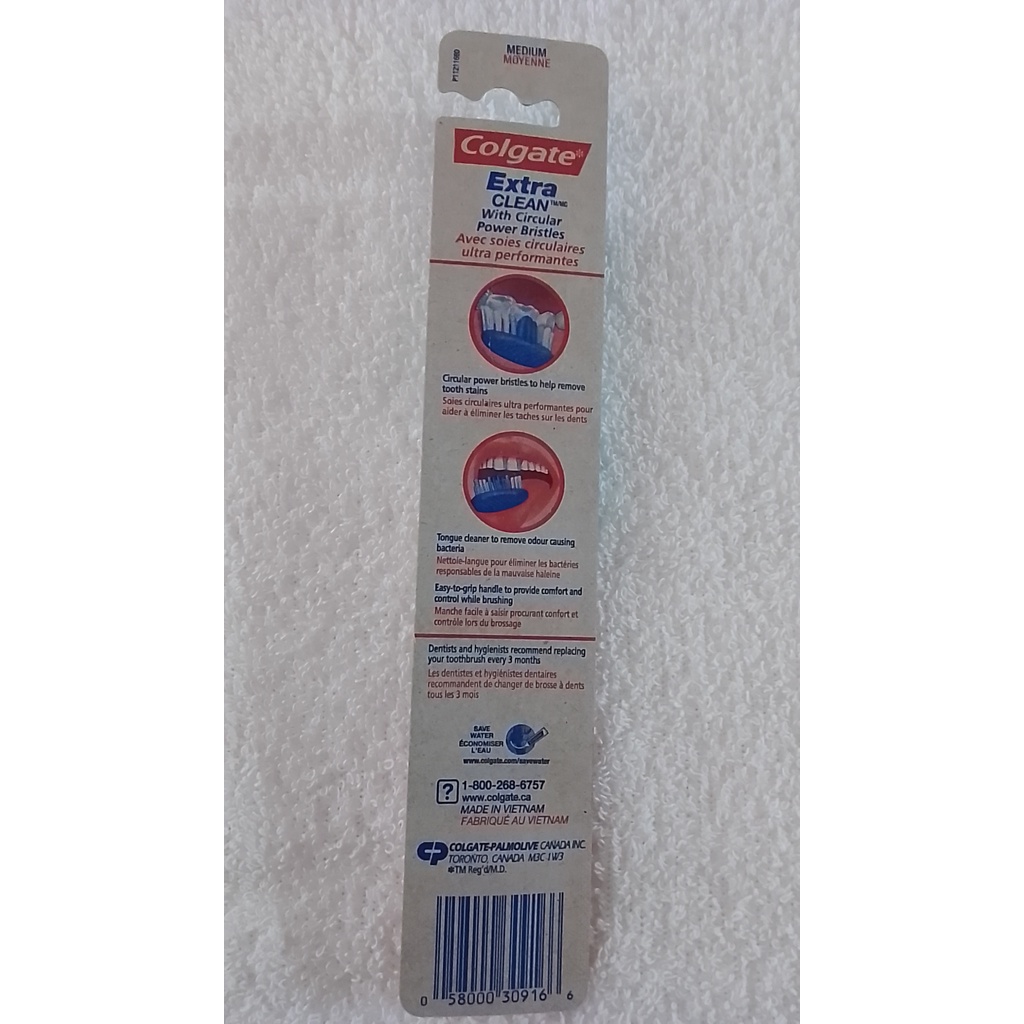 MEDIUM
MOYENNE
P1121168D
Colgate*
Extra
CLEAN TM/MC
With Circular
Power Bristles
Avec soies circulaires
ultra performantes
Circular power bristles to help remove
tooth stains
Soies circulaires ultra performantes pour
aider à éliminer les taches sur les dents
Tongue cleaner to remove odour causing
bacteria
Nettoie-langue pour éliminer les bactéries
responsables de la mauvaise haleine
Easy-to-grip handle to provide comfort and
control while brushing
Manche facile à saisir procurant confort et
contrôle lors du brossage
Dentists and hygienists recommend replacing
your toothbrush every 3 months
Les dentistes et hygiénistes dentaires
recommandent de changer de brosse à dents
tous les 3 mois
SAVE
WATER
ÉCONOMISER
L'EAU
www.colgate.com/savewater
? 1-800-268-6757
www.colgate.ca
MADE IN VIETNAM
FABRIQUÉ AU VIETNAM
CP COLGATE-PALMOLIVE CANADA INC.
TORONTO, CANADA M3C 1W3
*TM Reg'd/M.D.
0 58000 30916 6